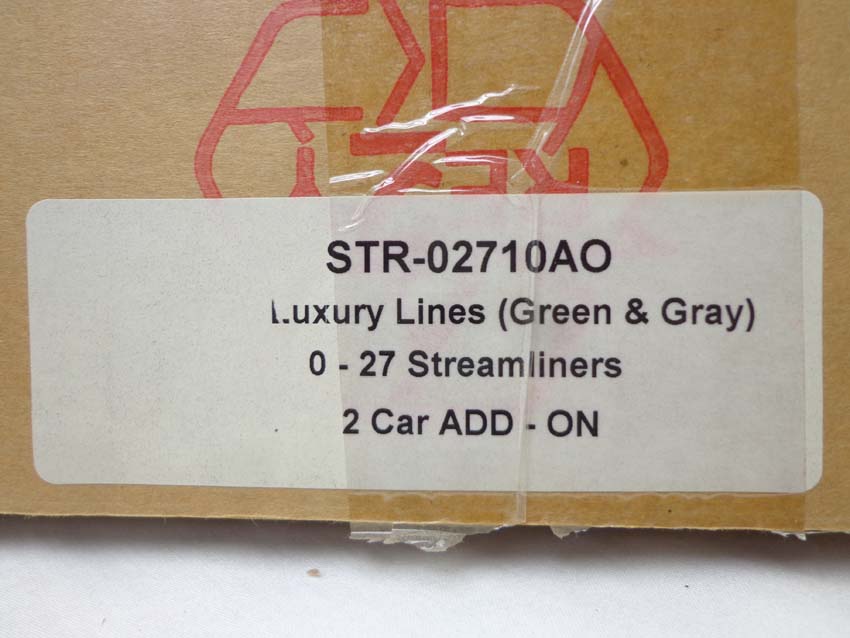 STR-02710AO
Luxury Lines (Green & Gray)
0 - 27 Streamliners
2 Car ADD - ON